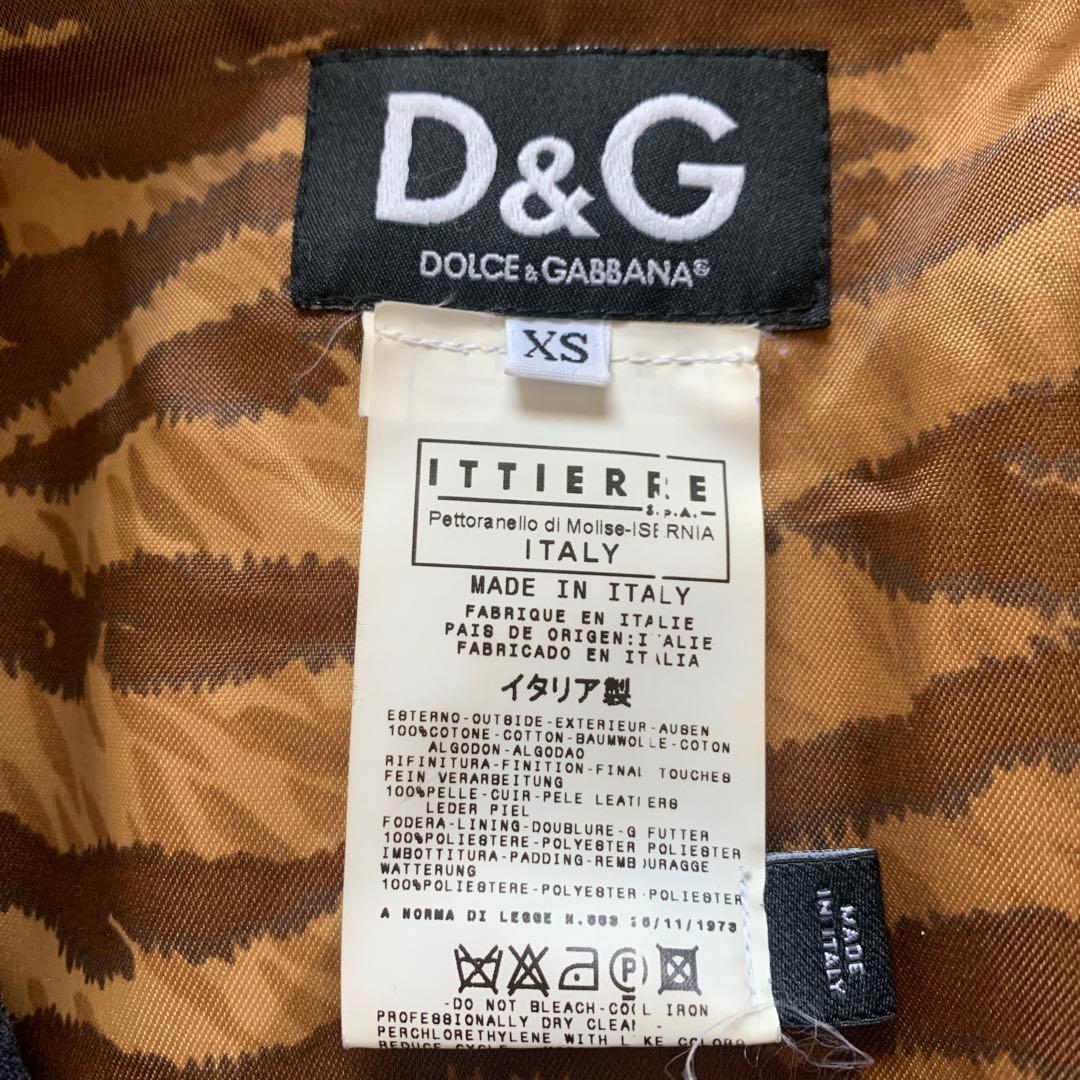 D&G
DOLCE & GABBANA®
XS
ITTIERRE
S.P.A.
Pettoranello di Molise-ISERNIA
ITALY
MADE IN ITALY
FABRIQUE EN ITALIE
PAIS DE ORIGEN:ITALIE
FABRICADO EN ITALIA
イタリア製
ESTERNO-OUTSIDE-EXTERIEUR-AUSEN
100%COTONE-COTTON-BAUMWOLLE-COTON
ALGODON-ALGODAO
RIFINITURA-FINITION-FINAL TOUCHES
FEIN VERARBEITUNG
100%PELLE-CUIR-PELE LEATHERS
LEDER PIEL
FODERA-LINING-DOUBLURE-G FUTTER
100%POLIESTERE-POLYESTER POLIESTER
IMBOTTITURA-PADDING-REMBOURAGGE
WATTERUNG
100%POLIESTERE-POLYESTER-POLIESTER
A NORMA DI LEGGE N.883 26/11/1973
P
-DO NOT BLEACH-COOL IRON
PROFESSIONALLY DRY CLEAN -
PERCHLORETHYLENE WITH LIKE COLORS
REDUCE CYCLE
MADE
IN ITALY